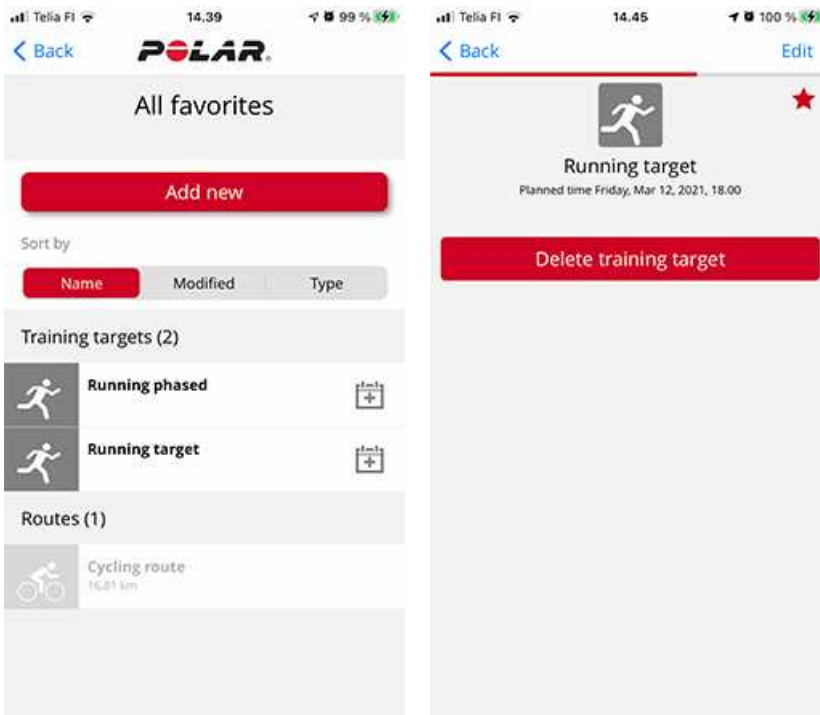 Telia FI 14.39 99 %
Back POLAR.
All favorites
Add new
Sort by
Name Modified Type
Training targets (2)
Running phased
Running target
Routes (1)
Cycling route
16,81 km
Telia FI 14.45 100 %
Back Edit
Running target
Planned time Friday, Mar 12, 2021, 18.00
Delete training target